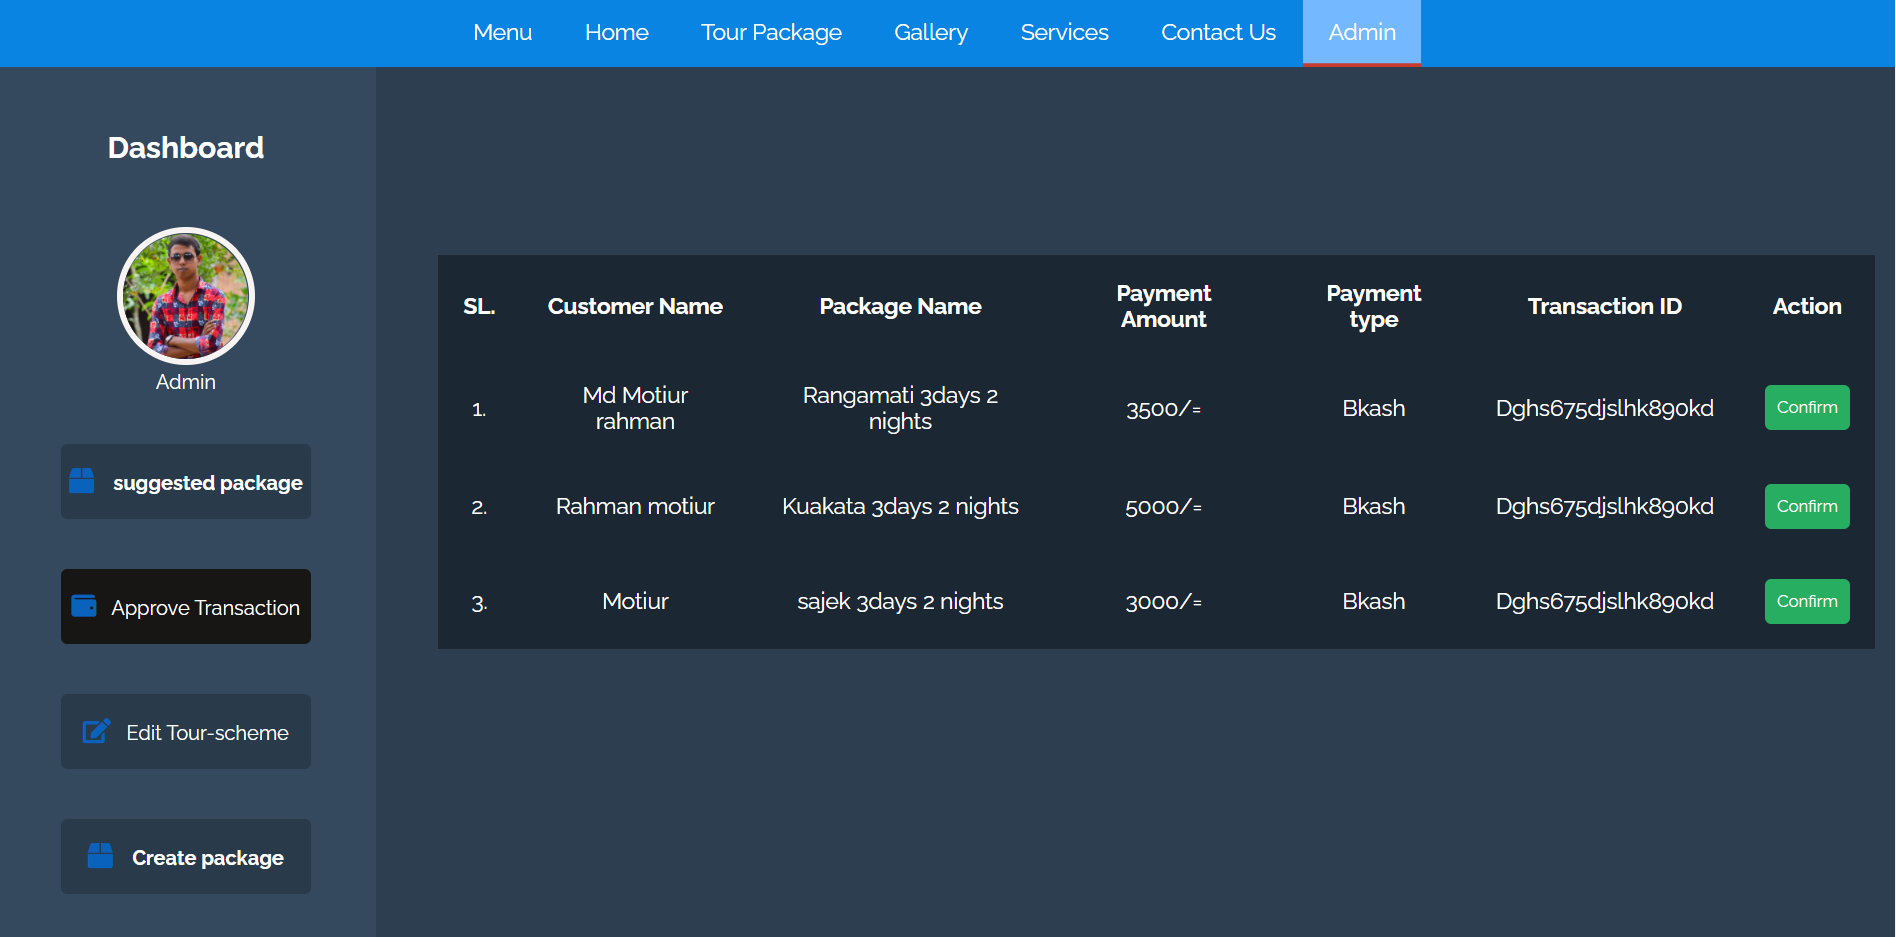 Menu Home Tour Package Gallery Services Contact Us Admin
Dashboard
Admin
suggested package
Approve Transaction
Edit Tour-scheme
Create package
SL. Customer Name Package Name Payment Amount Payment type Transaction ID Action
1. Md Motiur rahman Rangamati 3days 2 nights 3500/= Bkash Dghs675djslhk890kd Confirm
2. Rahman motiur Kuakata 3days 2 nights 5000/= Bkash Dghs675djslhk890kd Confirm
3. Motiur sajek 3days 2 nights 3000/= Bkash Dghs675djslhk890kd Confirm